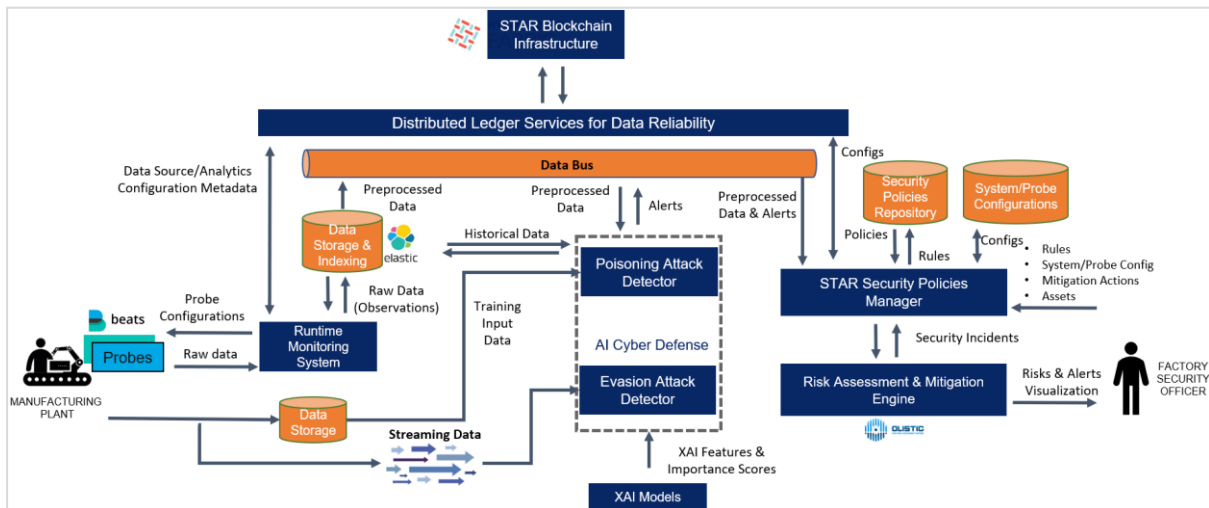 STAR Blockchain
Infrastructure
Distributed Ledger Services for Data Reliability
Data Bus
Data Source/Analytics
Configuration Metadata
Preprocessed
Data
Preprocessed
Data
Alerts
Preprocessed
Data & Alerts
Configs
Security
Policies
Repository
System/Probe
Configurations
Data
Storage &
Indexing
elastic
Historical Data
Policies
Rules
Configs
• Rules
• System/Probe Config
• Mitigation Actions
• Assets
Poisoning Attack
Detector
STAR Security Policies
Manager
Raw Data
(Observations)
Training
Input
Data
Probe
Configurations
beats
Probes
Raw data
Runtime
Monitoring
System
AI Cyber Defense
Security Incidents
MANUFACTURING
PLANT
Evasion Attack
Detector
Risk Assessment & Mitigation
Engine
Risks & Alerts
Visualization
FACTORY
SECURITY
OFFICER
Data
Storage
Streaming Data
OLISTIC
XAI Features &
Importance Scores
XAI Models